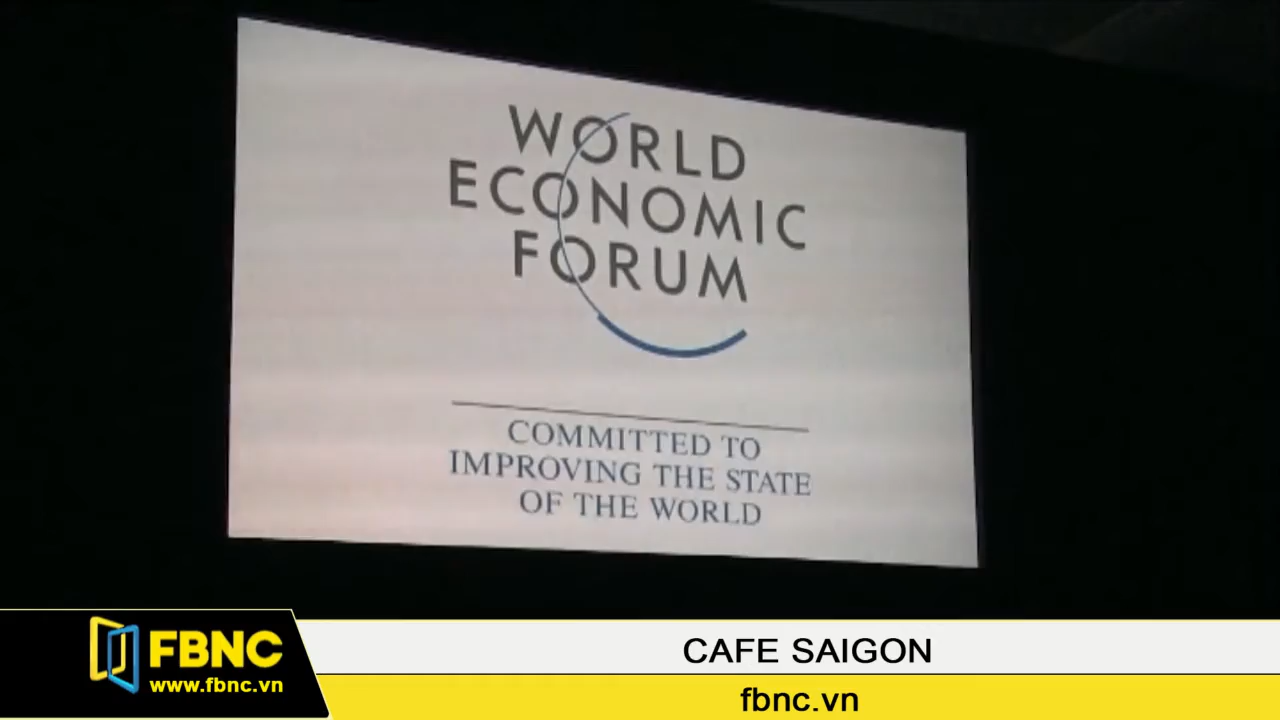 WORLD
ECONOMIC
FORUM
COMMITTED TO
IMPROVING THE STATE
OF THE WORLD
FBNC
www.fbnc.vn
CAFE SAIGON
fbnc.vn